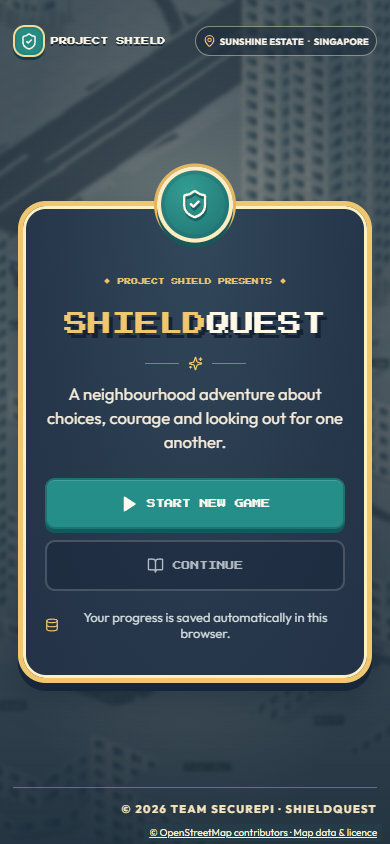 PROJECT SHIELD
SUNSHINE ESTATE · SINGAPORE
PROJECT SHIELD PRESENTS
SHIELDQUEST
A neighbourhood adventure about
choices, courage and looking out for one
another.
START NEW GAME
CONTINUE
Your progress is saved automatically in this
browser.
© 2026 TEAM SECUREPI · SHIELDQUEST
© OpenStreetMap contributors · Map data & licence